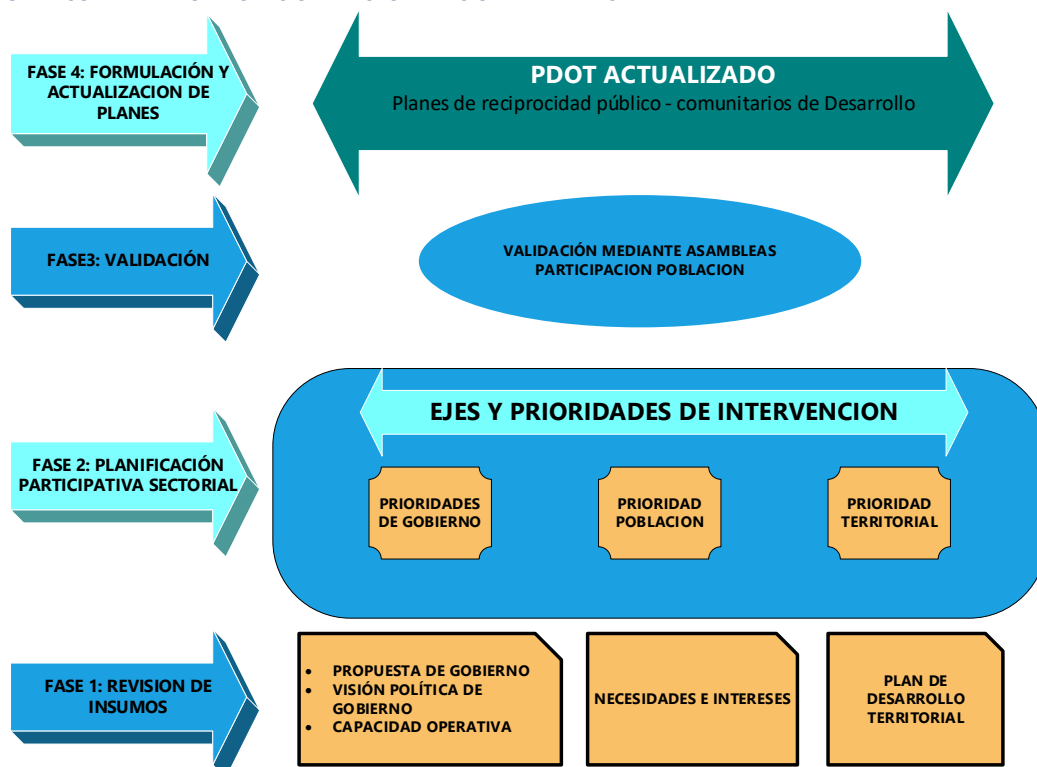 FASE 4: FORMULACIÓN Y
ACTUALIZACION DE
PLANES
PDOT ACTUALIZADO
Planes de reciprocidad público - comunitarios de Desarrollo
FASE3: VALIDACIÓN
VALIDACIÓN MEDIANTE ASAMBLEAS
PARTICIPACION POBLACION
EJES Y PRIORIDADES DE INTERVENCION
FASE 2: PLANIFICACIÓN
PARTICIPATIVA SECTORIAL
PRIORIDADES
DE GOBIERNO
PRIORIDAD
POBLACION
PRIORIDAD
TERRITORIAL
FASE 1: REVISION DE
INSUMOS
• PROPUESTA DE GOBIERNO
• VISIÓN POLÍTICA DE
GOBIERNO
• CAPACIDAD OPERATIVA
NECESIDADES E INTERESES
PLAN DE
DESARROLLO
TERRITORIAL